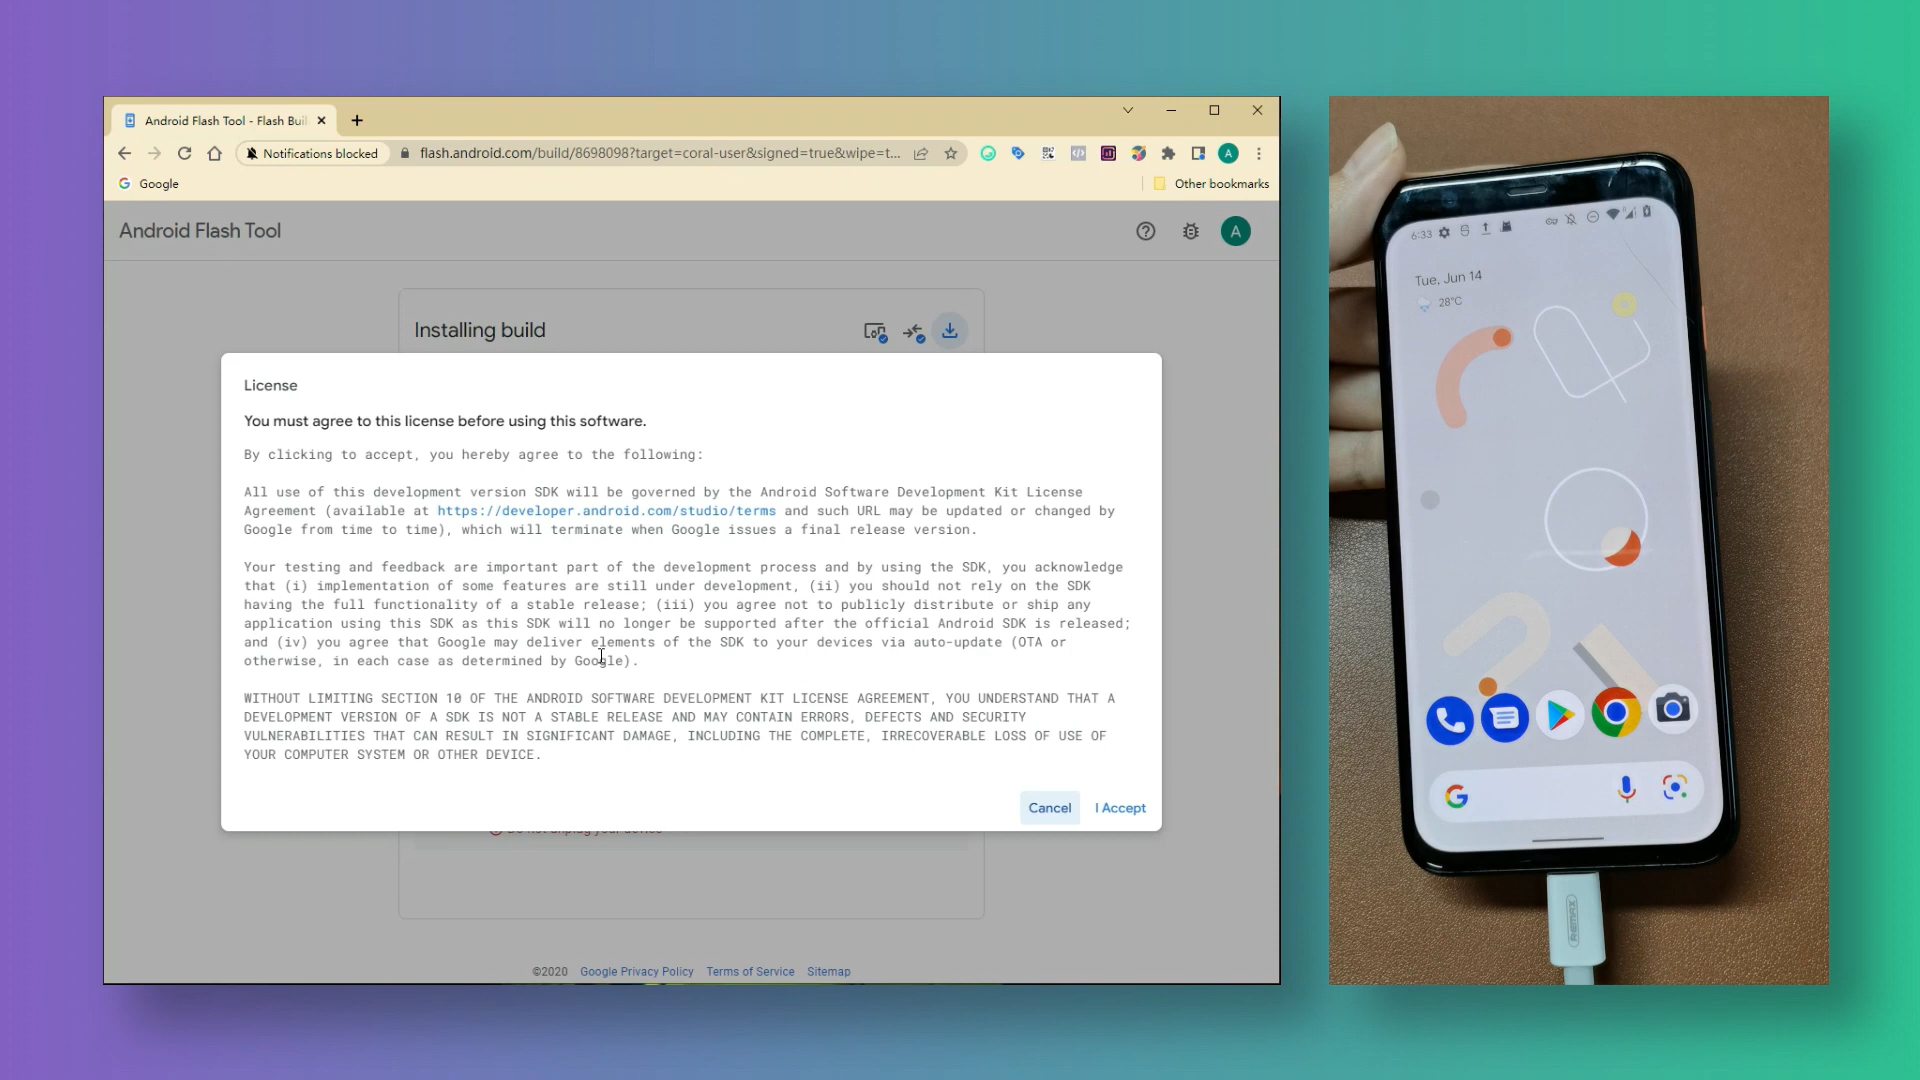 Android Flash Tool - Flash Buil
Notifications blocked
flash.android.com/build/8698098?target=coral-user&signed=true&wipe=t...
A
Google
Other bookmarks
Android Flash Tool
A
Installing build
License
You must agree to this license before using this software.
By clicking to accept, you hereby agree to the following:
All use of this development version SDK will be governed by the Android Software Development Kit License
Agreement (available at https://developer.android.com/studio/terms and such URL may be updated or changed by
Google from time to time), which will terminate when Google issues a final release version.
Your testing and feedback are important part of the development process and by using the SDK, you acknowledge
that (i) implementation of some features are still under development, (ii) you should not rely on the SDK
having the full functionality of a stable release; (iii) you agree not to publicly distribute or ship any
application using this SDK as this SDK will no longer be supported after the official Android SDK is released;
and (iv) you agree that Google may deliver elements of the SDK to your devices via auto-update (OTA or
otherwise, in each case as determined by Google).
WITHOUT LIMITING SECTION 10 OF THE ANDROID SOFTWARE DEVELOPMENT KIT LICENSE AGREEMENT, YOU UNDERSTAND THAT A
DEVELOPMENT VERSION OF A SDK IS NOT A STABLE RELEASE AND MAY CONTAIN ERRORS, DEFECTS AND SECURITY
VULNERABILITIES THAT CAN RESULT IN SIGNIFICANT DAMAGE, INCLUDING THE COMPLETE, IRRECOVERABLE LOSS OF USE OF
YOUR COMPUTER SYSTEM OR OTHER DEVICE.
Cancel
I Accept
Do not unplug your device
©2020 Google Privacy Policy Terms of Service Sitemap
6:33
Tue, Jun 14
28°C
REMAX